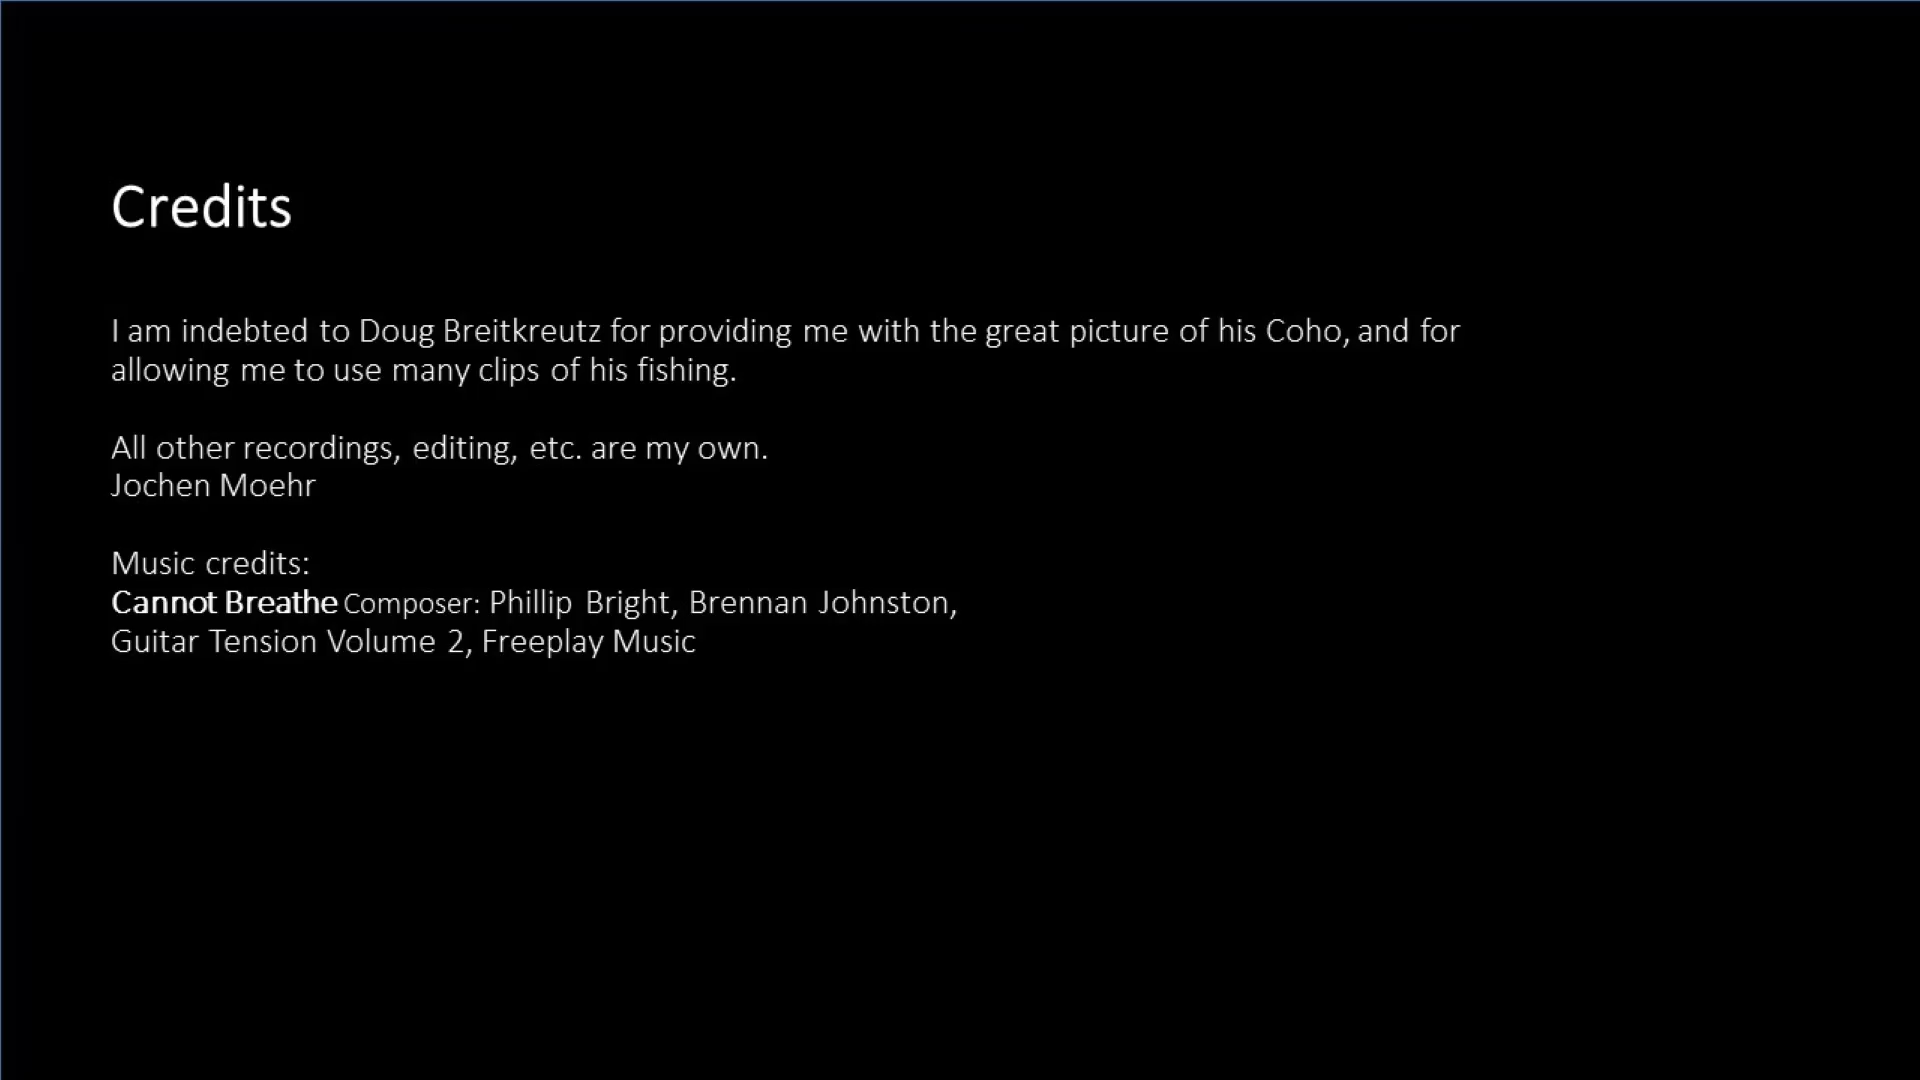 Credits
I am indebted to Doug Breitkreutz for providing me with the great picture of his Coho, and for
allowing me to use many clips of his fishing.
All other recordings, editing, etc. are my own.
Jochen Moehr
Music credits:
Cannot Breathe Composer: Phillip Bright, Brennan Johnston,
Guitar Tension Volume 2, Freeplay Music